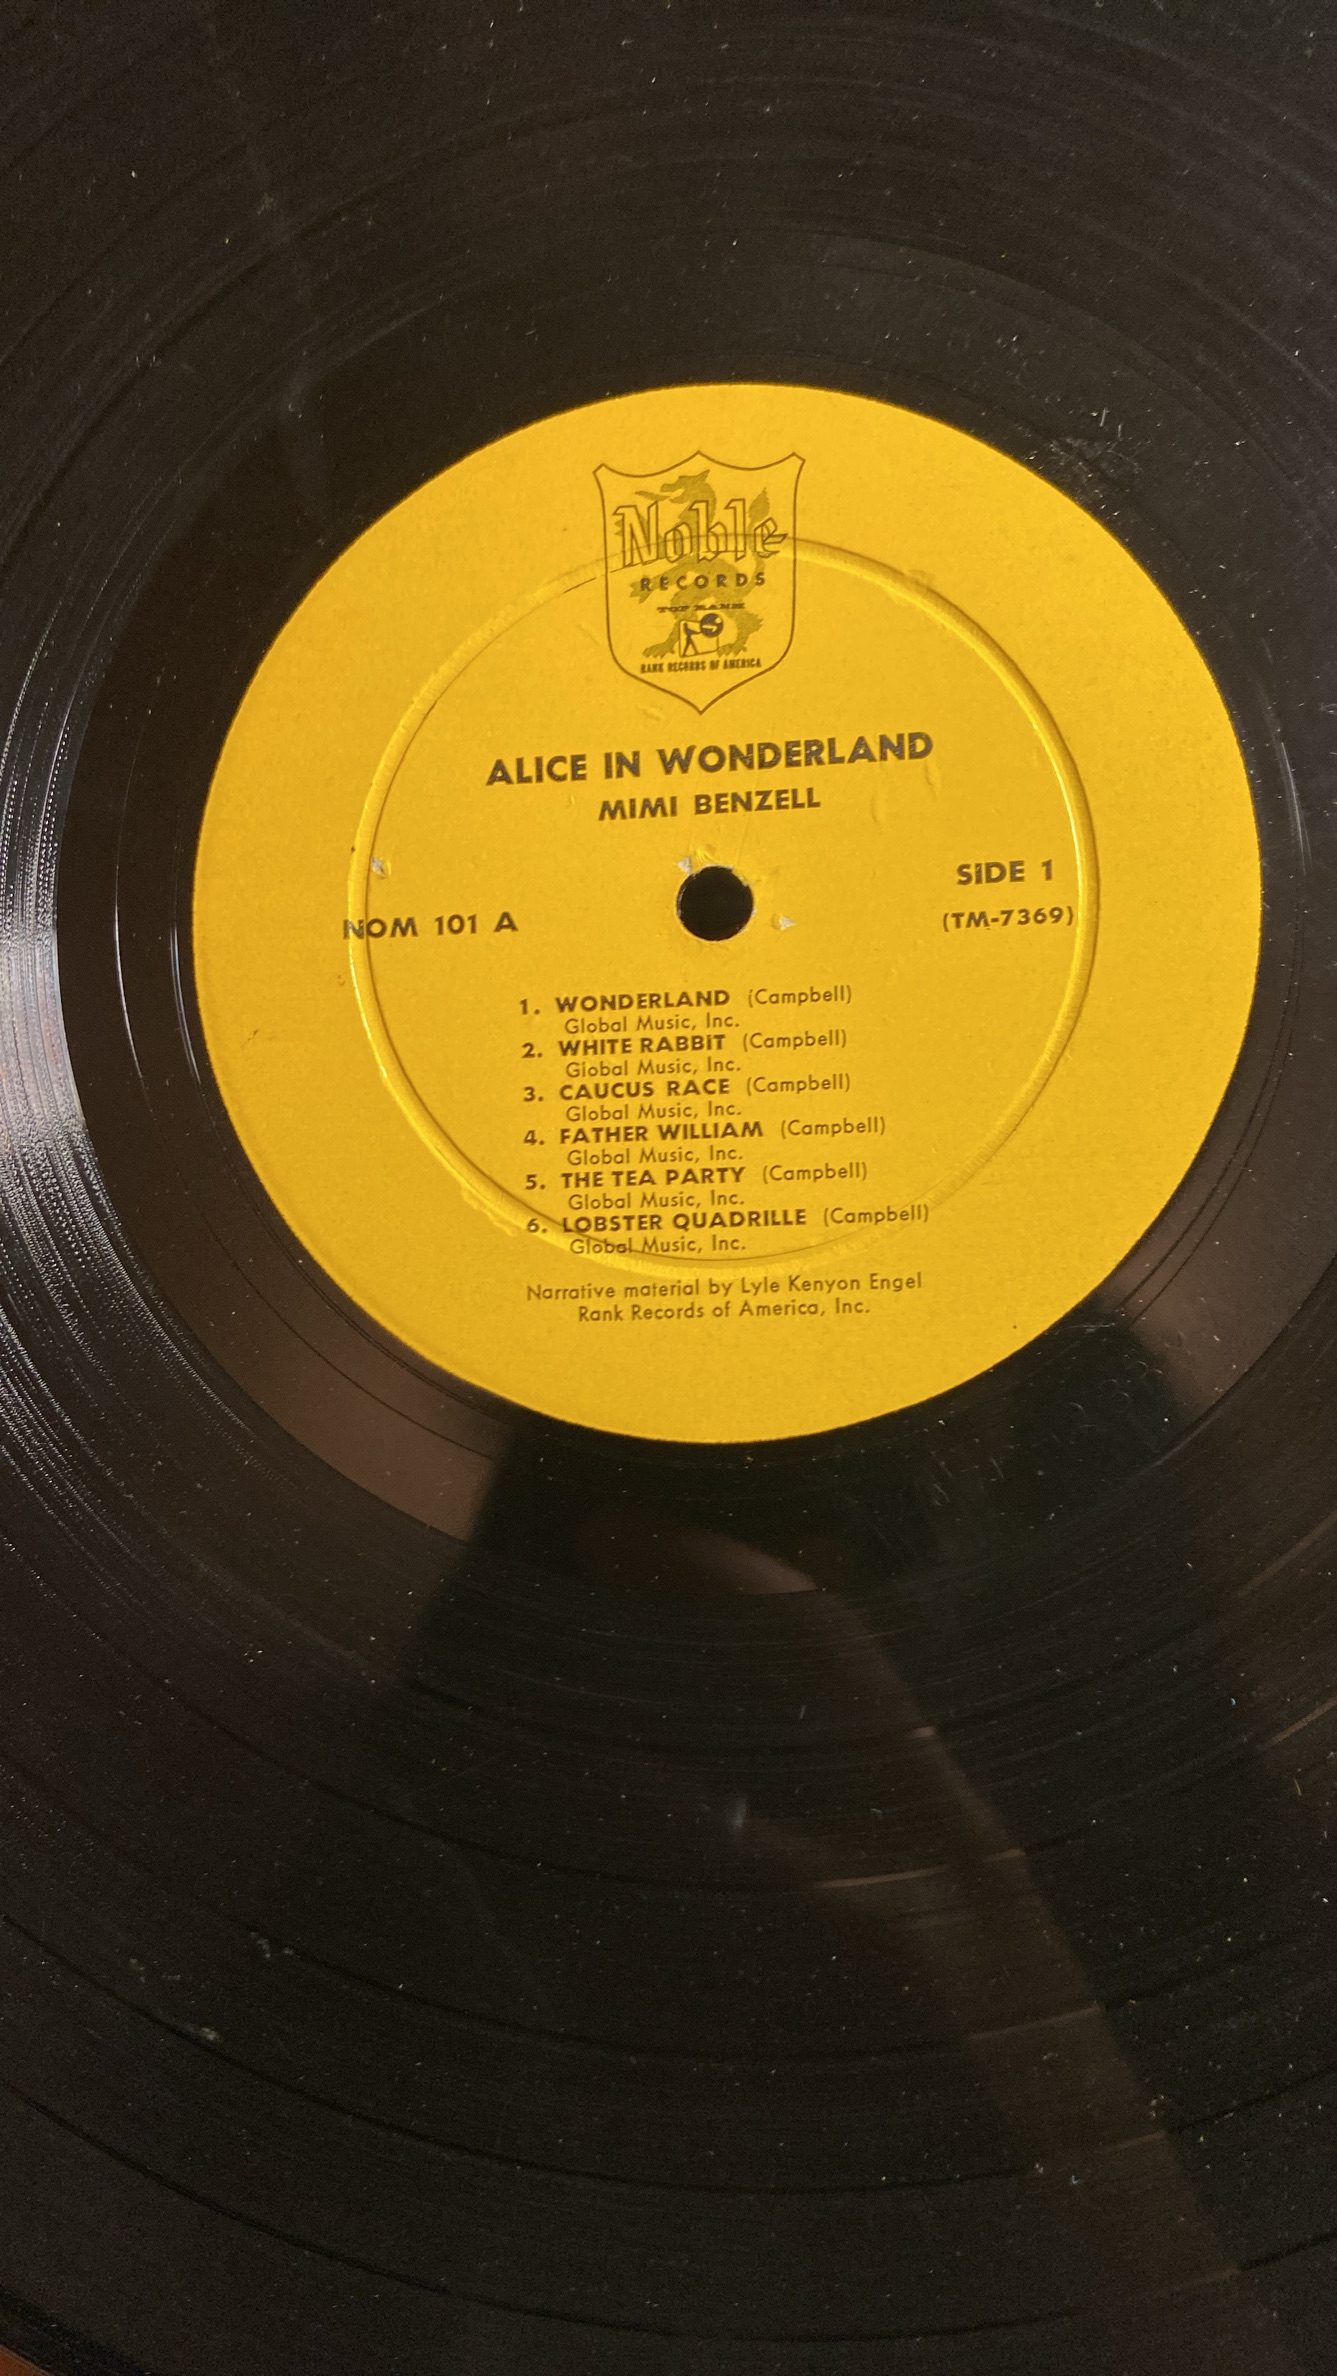 Noble
RECORDS
TOP RANK
RANK RECORDS OF AMERICA
ALICE IN WONDERLAND
MIMI BENZELL
SIDE 1
NOM 101 A
(TM-7369)
1. WONDERLAND (Campbell)
Global Music, Inc.
2. WHITE RABBIT (Campbell)
Global Music, Inc.
3. CAUCUS RACE (Campbell)
Global Music, Inc.
4. FATHER WILLIAM (Campbell)
Global Music, Inc.
5. THE TEA PARTY (Campbell)
Global Music, Inc.
6. LOBSTER QUADRILLE (Campbell)
Global Music, Inc.
Narrative material by Lyle Kenyon Engel
Rank Records of America, Inc.